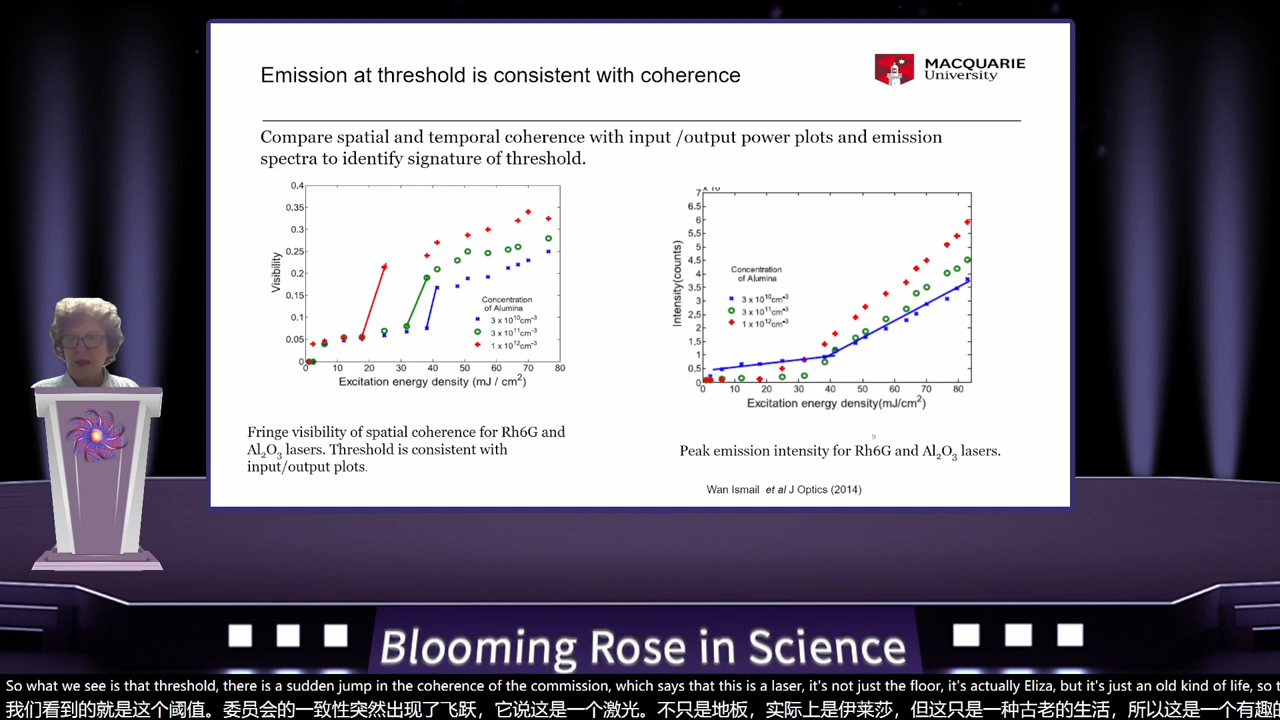 Emission at threshold is consistent with coherence
MACQUARIE
University
Compare spatial and temporal coherence with input /output power plots and emission
spectra to identify signature of threshold.
0.4
0.35
0.3
0.25
0.2
0.15
0.1
0.05
0
Visibility
Concentration
of Alumina
3 x 10¹⁰cm⁻³
3 x 10¹¹cm⁻³
1 x 10¹²cm⁻³
0 10 20 30 40 50 60 70 80
Excitation energy density (mJ / cm²)
7
6.5
6
5.5
5
4.5
4
3.5
3
2.5
2
1.5
1
0.5
0
Intensity(counts)
Concentration
of Alumina
3 x 10¹⁰cm⁻³
3 x 10¹¹cm⁻³
1 x 10¹²cm⁻³
0 10 20 30 40 50 60 70 80
Excitation energy density(mJ/cm²)
Fringe visibility of spatial coherence for Rh6G and
Al₂O₃ lasers. Threshold is consistent with
input/output plots.
9
Peak emission intensity for Rh6G and Al₂O₃ lasers.
Wan Ismail et al J Optics (2014)
Blooming Rose in Science
So what we see is that threshold, there is a sudden jump in the coherence of the commission, which says that this is a laser, it's not just the floor, it's actually Eliza, but it's just an old kind of life, so t
我们看到的就是这个阈值。委员会的一致性突然出现了飞跃，它说这是一个激光。不只是地板，实际上是伊莱莎，但这只是一种古老的生活，所以这是一个有趣的